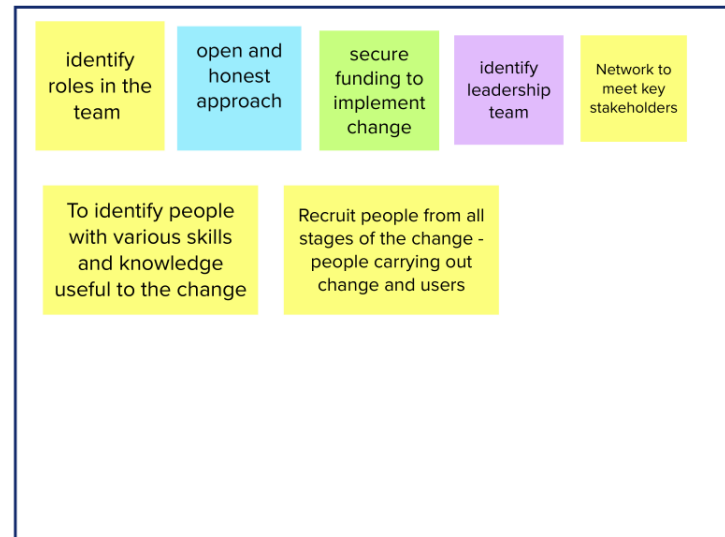 identify
roles in the
team
open and
honest
approach
secure
funding to
implement
change
identify
leadership
team
Network to
meet key
stakeholders
To identify people
with various skills
and knowledge
useful to the change
Recruit people from all
stages of the change -
people carrying out
change and users